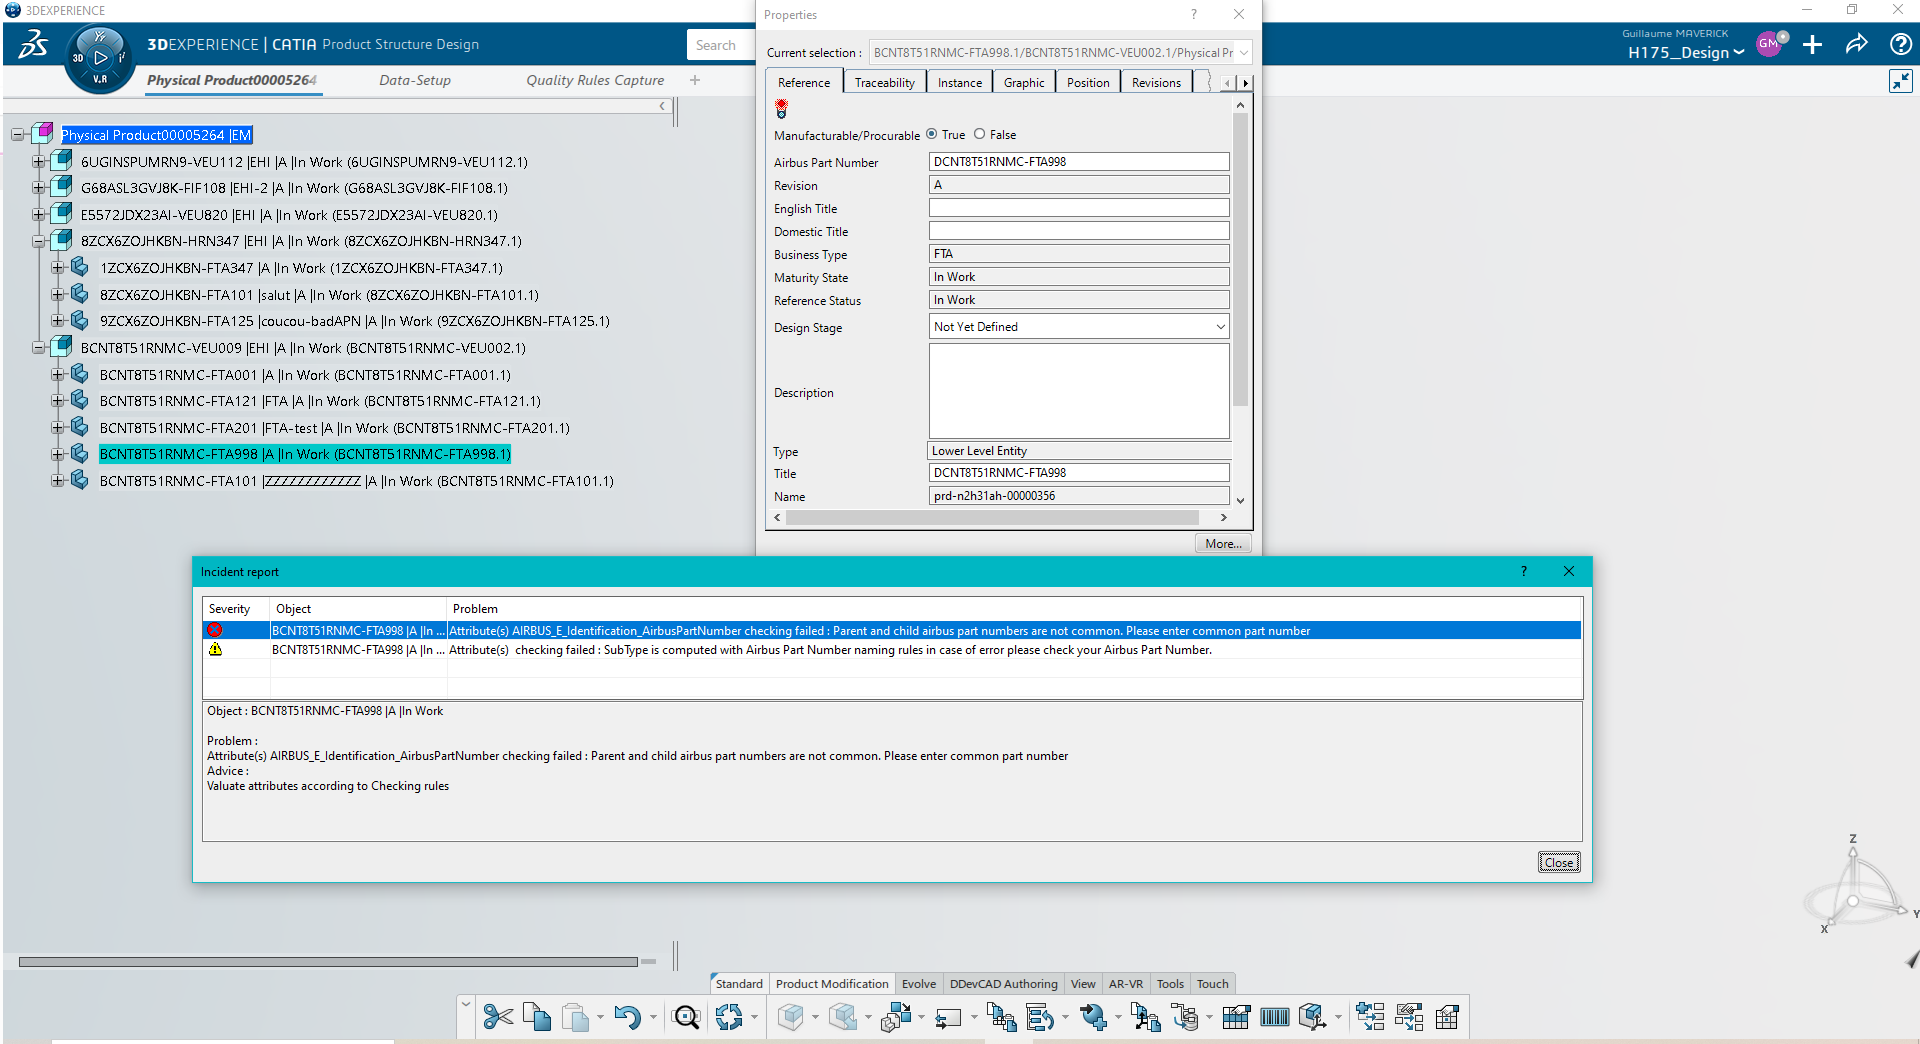 3DEXPERIENCE
3DEXPERIENCE | CATIA Product Structure Design
Search
Guillaume MAVERICK
H175_Design
GM
3D
V.R
Physical Product00005264
Data-Setup
Quality Rules Capture
Physical Product00005264 |EM
6UGINSPUMRN9-VEU112 |EHI |A |In Work (6UGINSPUMRN9-VEU112.1)
G68ASL3GVJ8K-FIF108 |EHI-2 |A |In Work (G68ASL3GVJ8K-FIF108.1)
E5572JDX23AI-VEU820 |EHI |A |In Work (E5572JDX23AI-VEU820.1)
8ZCX6ZOJHKBN-HRN347 |EHI |A |In Work (8ZCX6ZOJHKBN-HRN347.1)
1ZCX6ZOJHKBN-FTA347 |A |In Work (1ZCX6ZOJHKBN-FTA347.1)
8ZCX6ZOJHKBN-FTA101 |salut |A |In Work (8ZCX6ZOJHKBN-FTA101.1)
9ZCX6ZOJHKBN-FTA125 |coucou-badAPN |A |In Work (9ZCX6ZOJHKBN-FTA125.1)
BCNT8T51RNMC-VEU009 |EHI |A |In Work (BCNT8T51RNMC-VEU002.1)
BCNT8T51RNMC-FTA001 |A |In Work (BCNT8T51RNMC-FTA001.1)
BCNT8T51RNMC-FTA121 |FTA |A |In Work (BCNT8T51RNMC-FTA121.1)
BCNT8T51RNMC-FTA201 |FTA-test |A |In Work (BCNT8T51RNMC-FTA201.1)
BCNT8T51RNMC-FTA998 |A |In Work (BCNT8T51RNMC-FTA998.1)
BCNT8T51RNMC-FTA101 |ZZZZZZZZZZZZ |A |In Work (BCNT8T51RNMC-FTA101.1)
Properties
Current selection : BCNT8T51RNMC-FTA998.1/BCNT8T51RNMC-VEU002.1/Physical Pr
Reference Traceability Instance Graphic Position Revisions
Manufacturable/Procurable True False
Airbus Part Number DCNT8T51RNMC-FTA998
Revision A
English Title
Domestic Title
Business Type FTA
Maturity State In Work
Reference Status In Work
Design Stage Not Yet Defined
Description
Type Lower Level Entity
Title DCNT8T51RNMC-FTA998
Name prd-n2h31ah-00000356
More...
Incident report
Severity Object Problem
BCNT8T51RNMC-FTA998 |A |In ... Attribute(s) AIRBUS_E_Identification_AirbusPartNumber checking failed : Parent and child airbus part numbers are not common. Please enter common part number
BCNT8T51RNMC-FTA998 |A |In ... Attribute(s)  checking failed : SubType is computed with Airbus Part Number naming rules in case of error please check your Airbus Part Number.
Object : BCNT8T51RNMC-FTA998 |A |In Work
Problem :
Attribute(s) AIRBUS_E_Identification_AirbusPartNumber checking failed : Parent and child airbus part numbers are not common. Please enter common part number
Advice :
Valuate attributes according to Checking rules
Close
Z
Y
X
Standard Product Modification Evolve DDevCAD Authoring View AR-VR Tools Touch